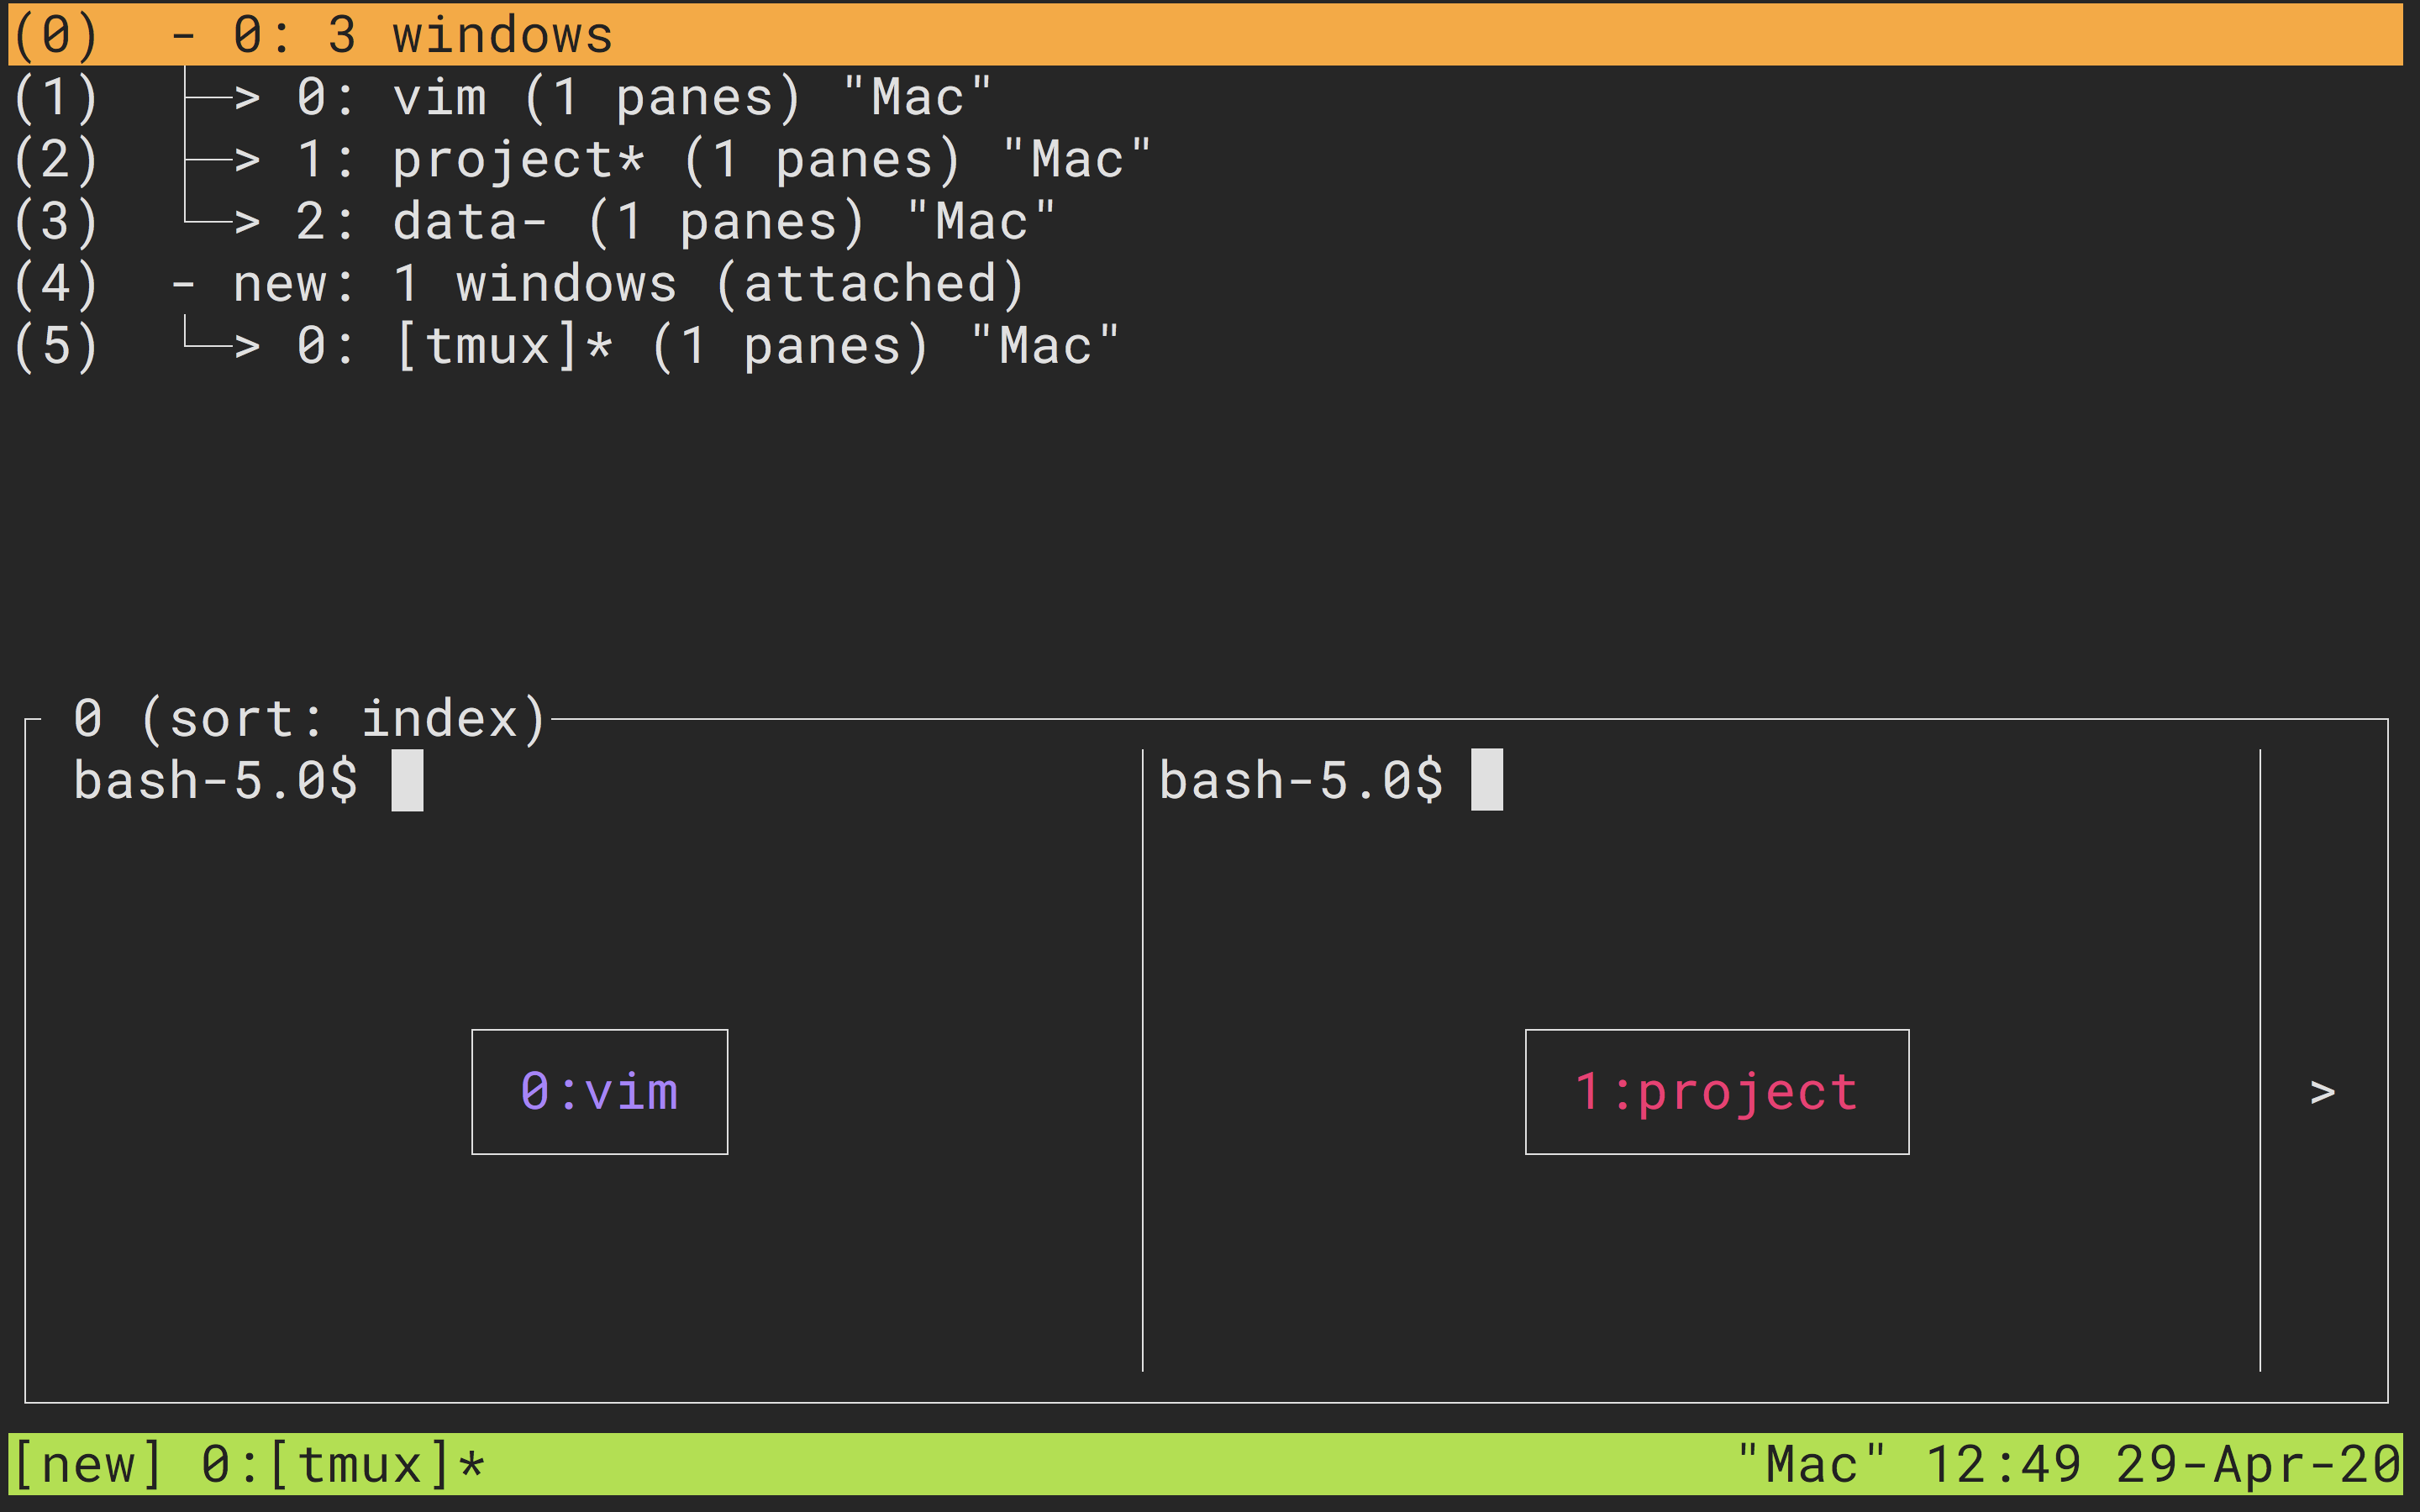 (0)  - 0: 3 windows
(1)  ├─> 0: vim (1 panes) "Mac"
(2)  ├─> 1: project* (1 panes) "Mac"
(3)  └─> 2: data- (1 panes) "Mac"
(4)  - new: 1 windows (attached)
(5)  └─> 0: [tmux]* (1 panes) "Mac"
0 (sort: index)
bash-5.0$ bash-5.0$
0:vim 1:project >
[new] 0:[tmux]* "Mac" 12:49 29-Apr-20